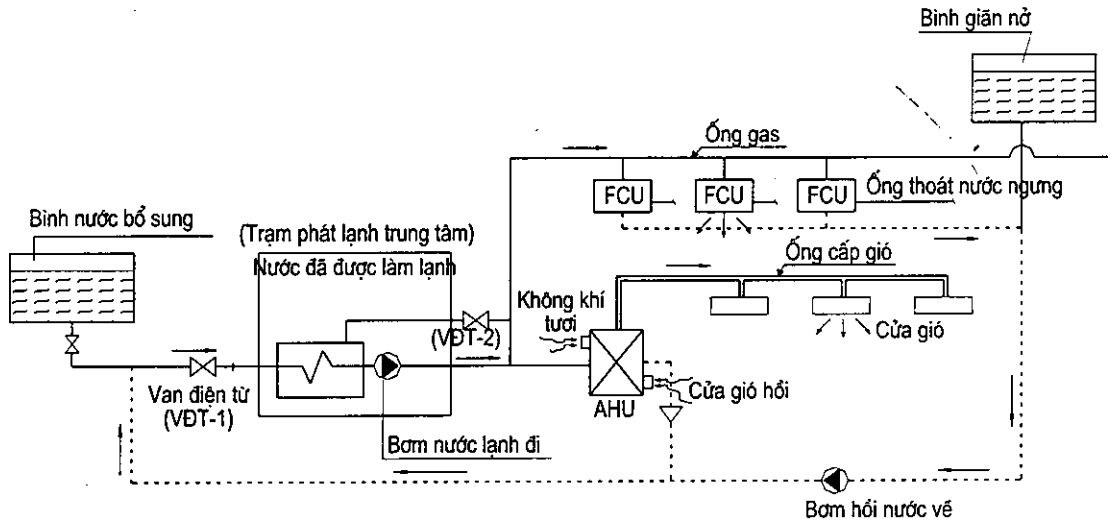 Bình giãn nở
Ống gas
FCU
FCU
FCU
Ống thoát nước ngưng
Bình nước bổ sung
(Trạm phát lạnh trung tâm)
Nước đã được làm lạnh
Ống cấp gió
Không khí
tươi
(VĐT-2)
Cửa gió
Van điện từ
(VĐT-1)
AHU
Cửa gió hồi
Bơm nước lạnh đi
Bơm hồi nước về